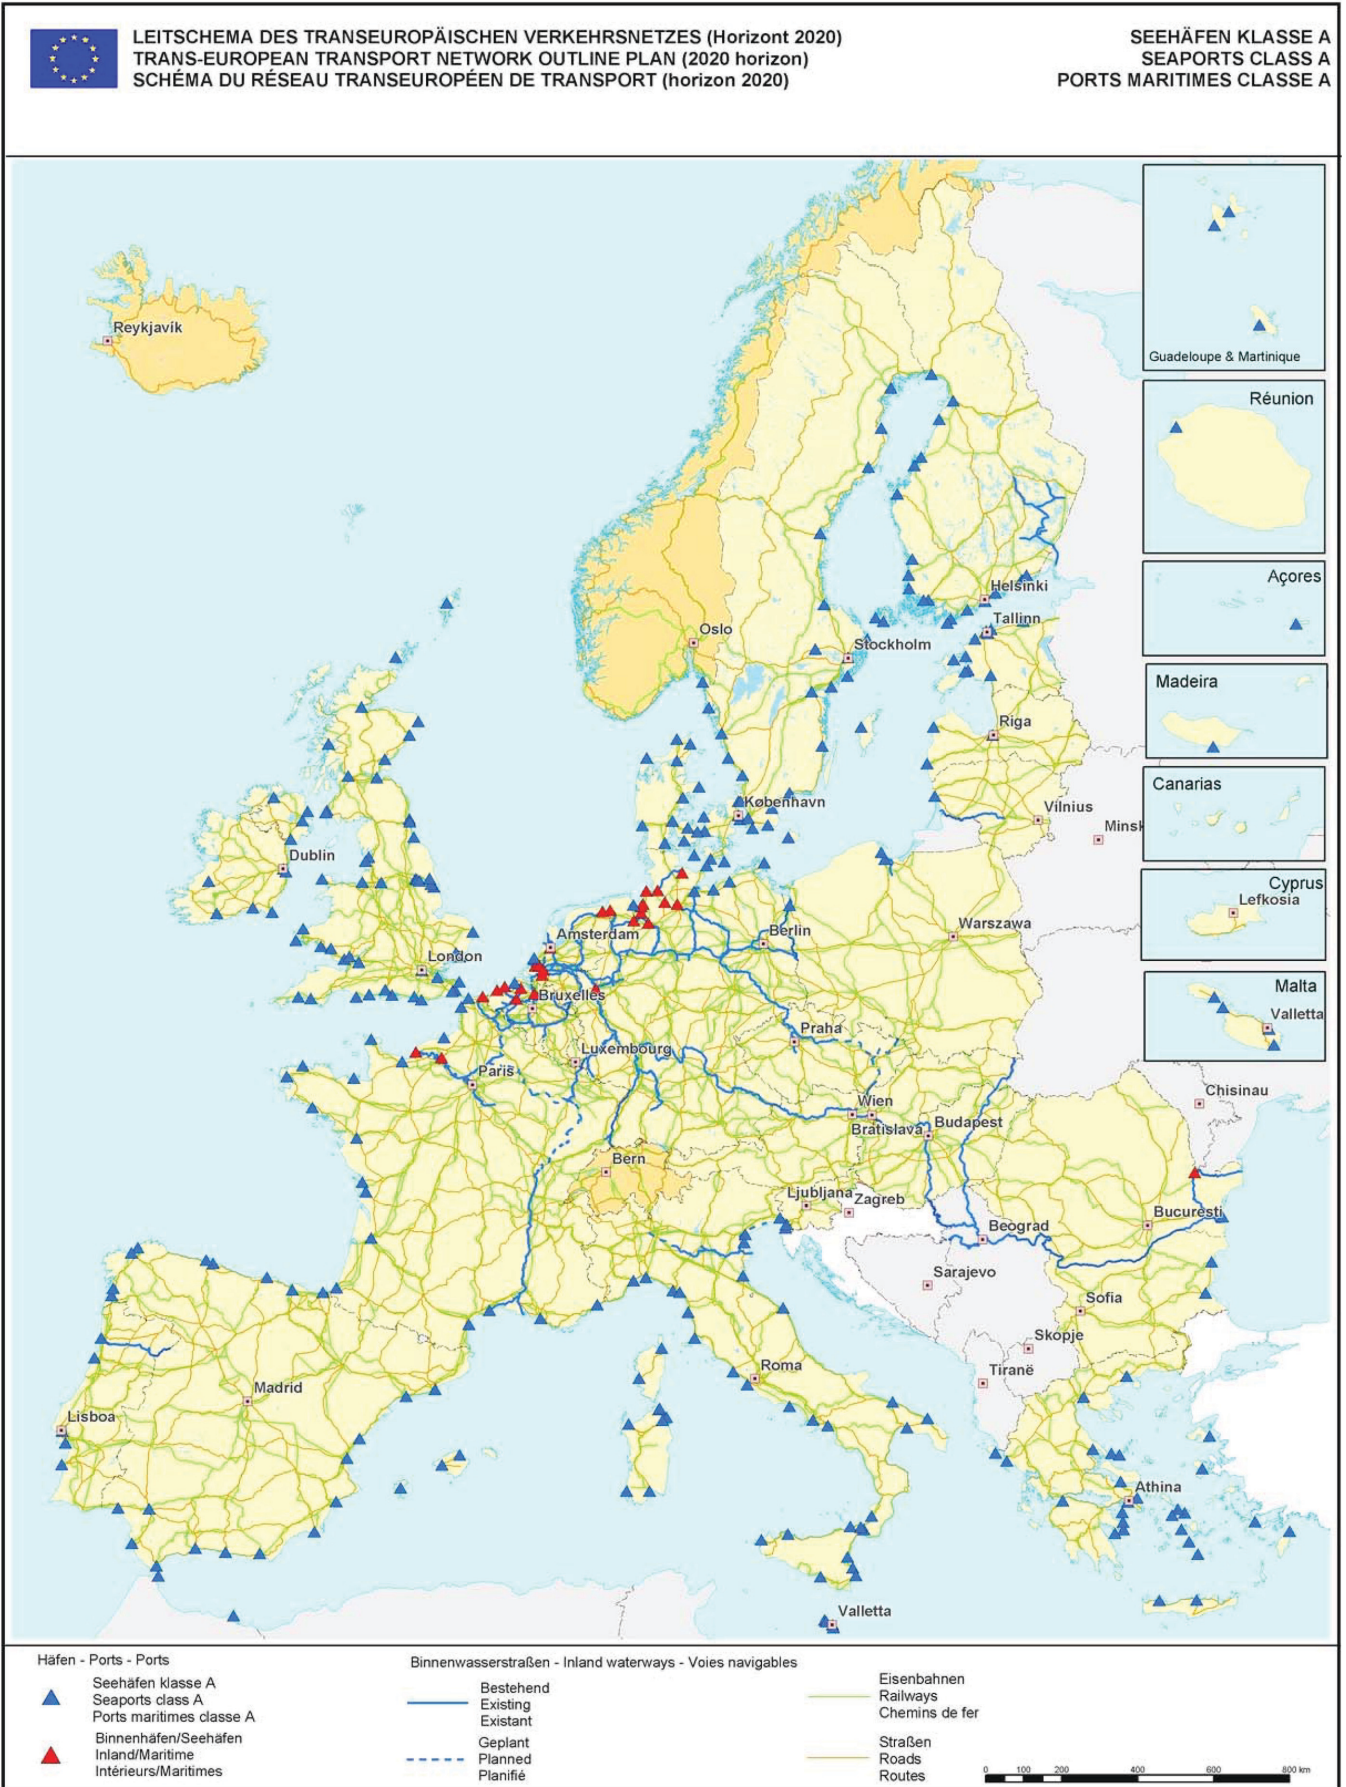 LEITSCHEMA DES TRANSEUROPÄISCHEN VERKEHRSNETZES (Horizont 2020)
TRANS-EUROPEAN TRANSPORT NETWORK OUTLINE PLAN (2020 horizon)
SCHÉMA DU RÉSEAU TRANSEUROPÉEN DE TRANSPORT (horizon 2020)
SEEHÄFEN KLASSE A
SEAPORTS CLASS A
PORTS MARITIMES CLASSE A
Reykjavík
Guadeloupe & Martinique
Réunion
Açores
Madeira
Canarias
Cyprus
Lefkosia
Malta
Valletta
Helsinki
Tallinn
Oslo
Stockholm
Riga
København
Vilnius
Minsk
Dublin
Amsterdam
Berlin
Warszawa
London
Bruxelles
Praha
Luxembourg
Paris
Wien
Bratislava
Budapest
Chisinau
Bern
Ljubljana
Zagreb
Beograd
Bucuresti
Sarajevo
Sofia
Skopje
Tiranë
Roma
Madrid
Lisboa
Athina
Valletta
Häfen - Ports - Ports
Seehäfen klasse A
Seaports class A
Ports maritimes classe A
Binnenhäfen/Seehäfen
Inland/Maritime
Intérieurs/Maritimes
Binnenwasserstraßen - Inland waterways - Voies navigables
Bestehend
Existing
Existant
Geplant
Planned
Planifié
Eisenbahnen
Railways
Chemins de fer
Straßen
Roads
Routes
0 100 200 400 600 800 km